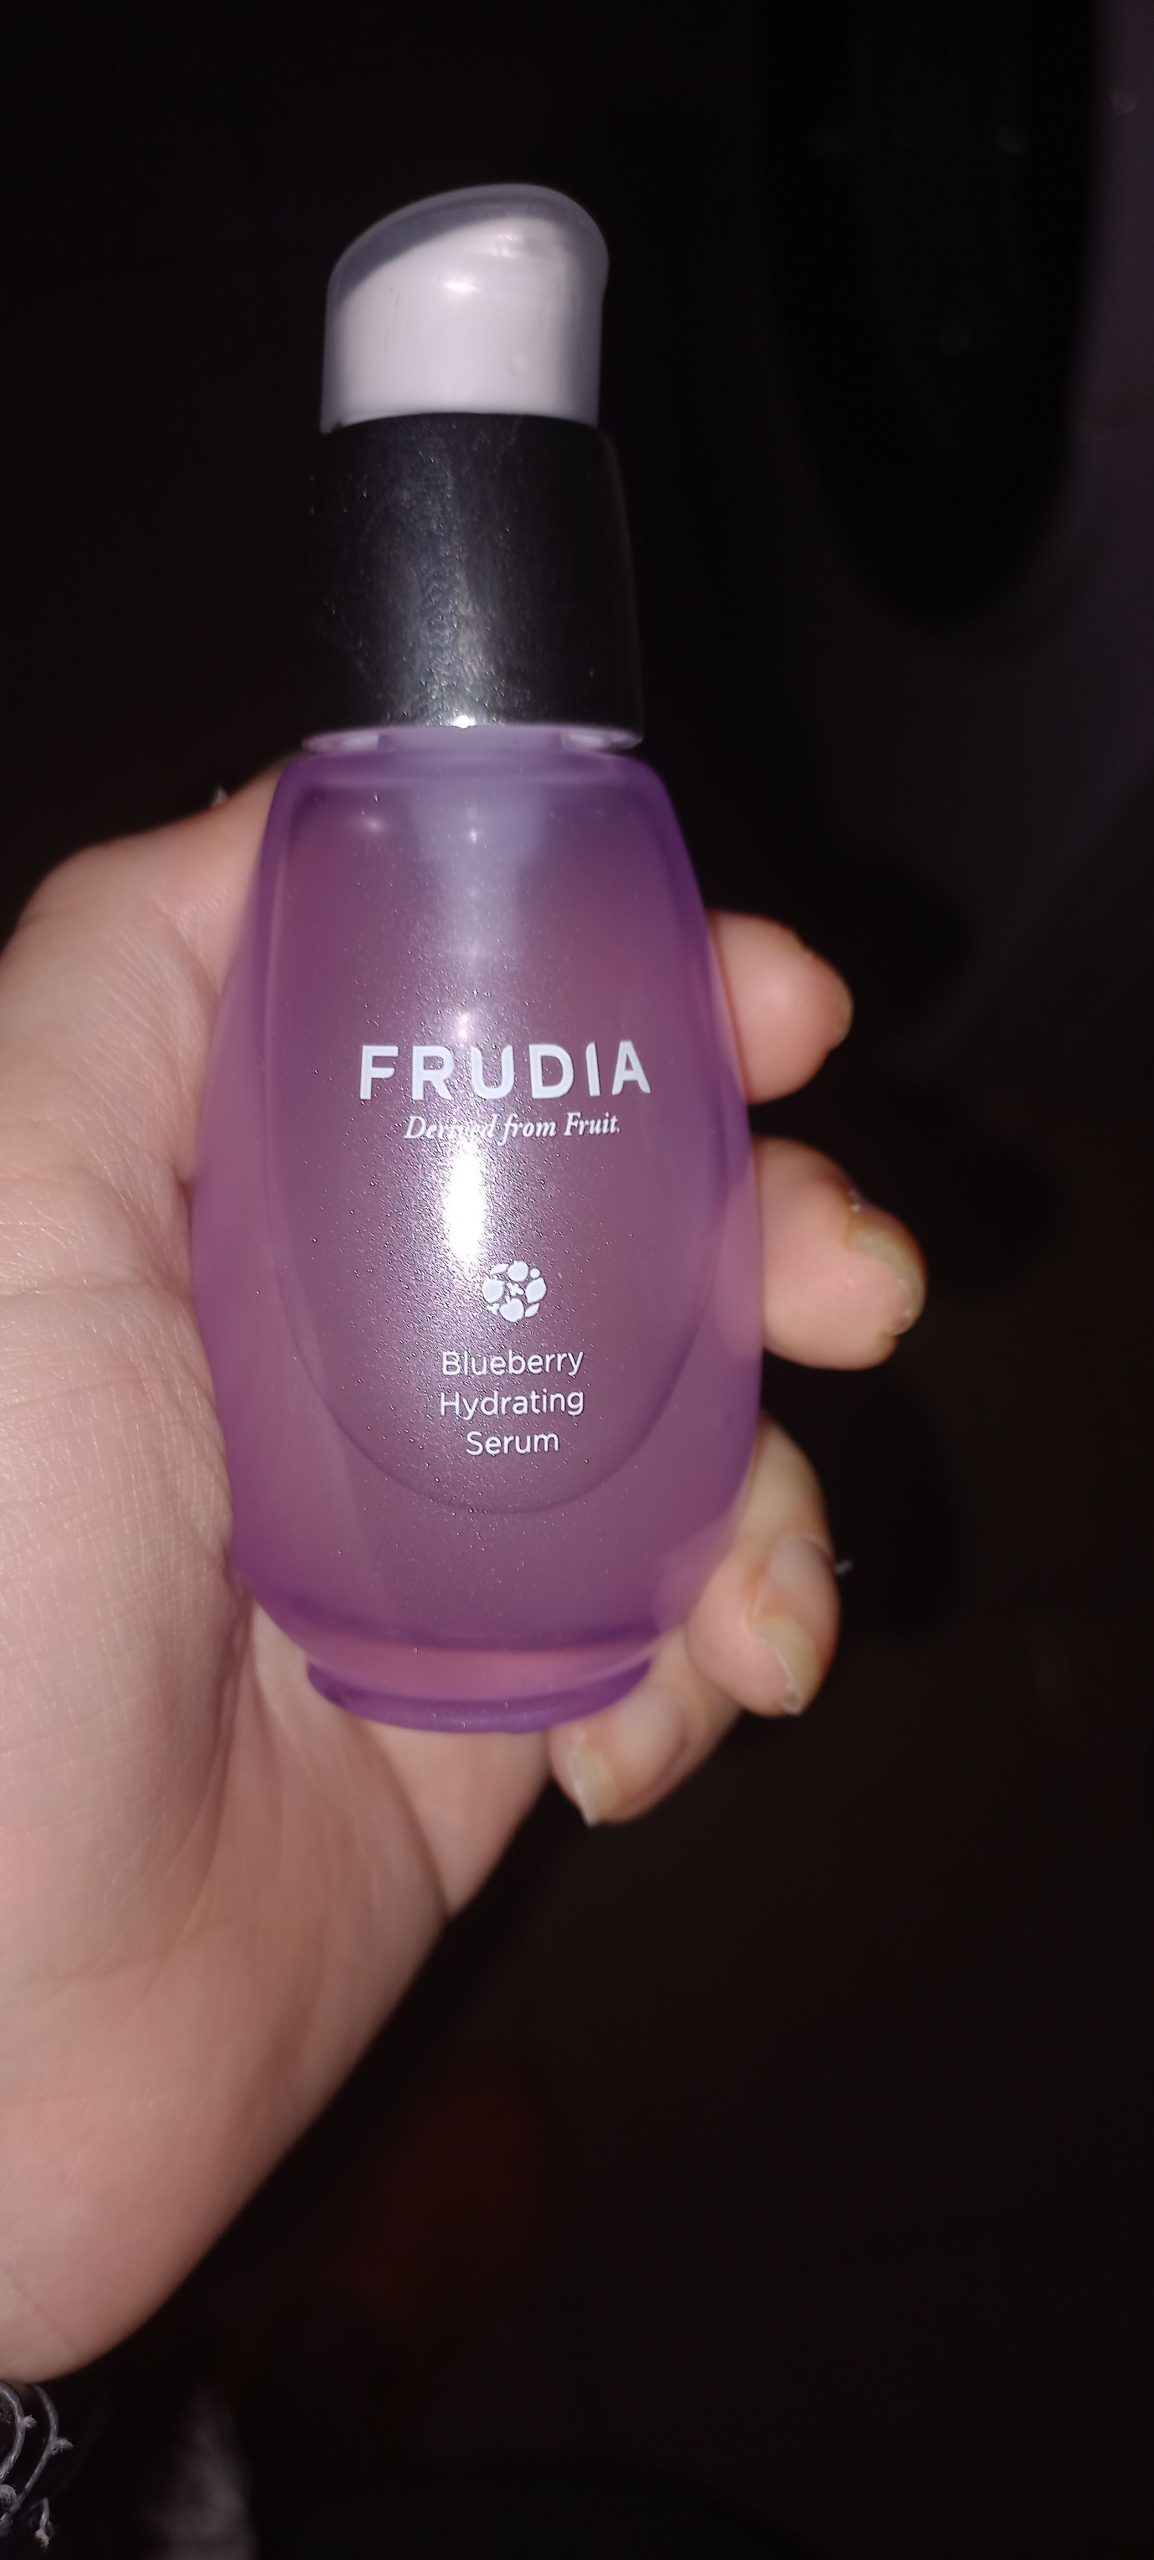 FRUDIA
Derived from Fruit.
Blueberry
Hydrating
Serum